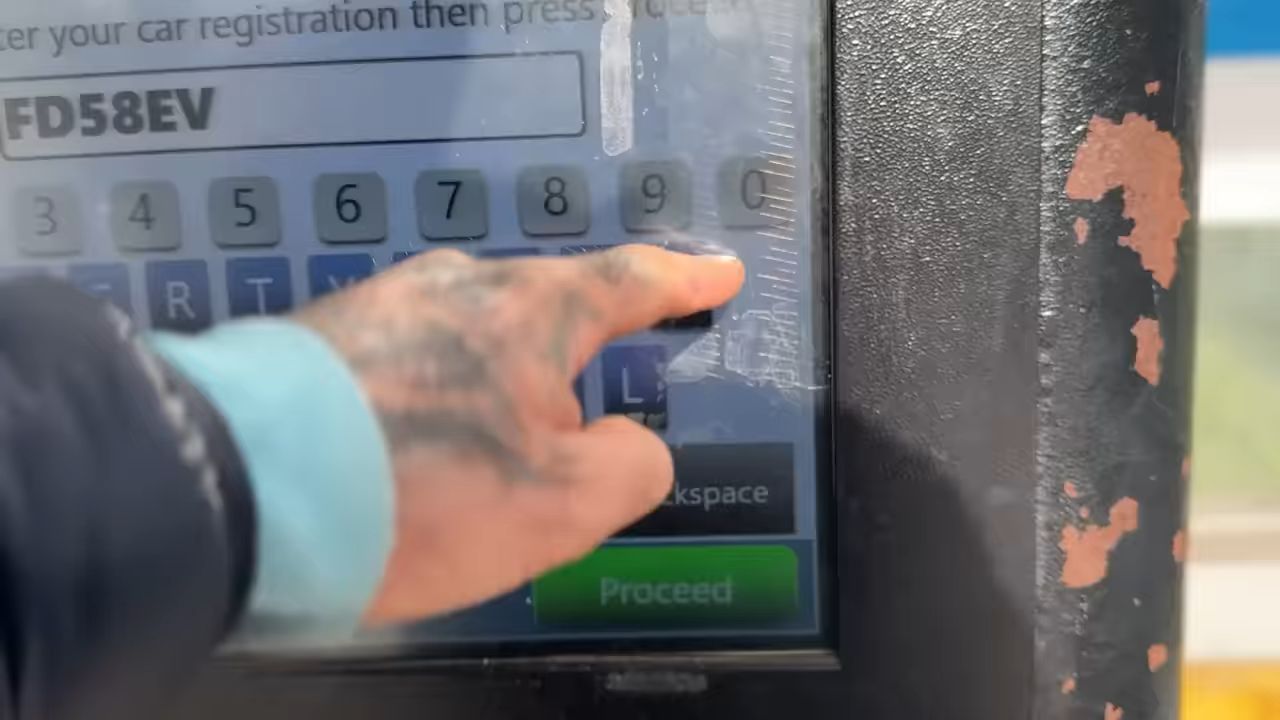 ter your car registration then press Proceed
FD58EV
3 4 5 6 7 8 9 0
R T Y
L
ckspace
Proceed